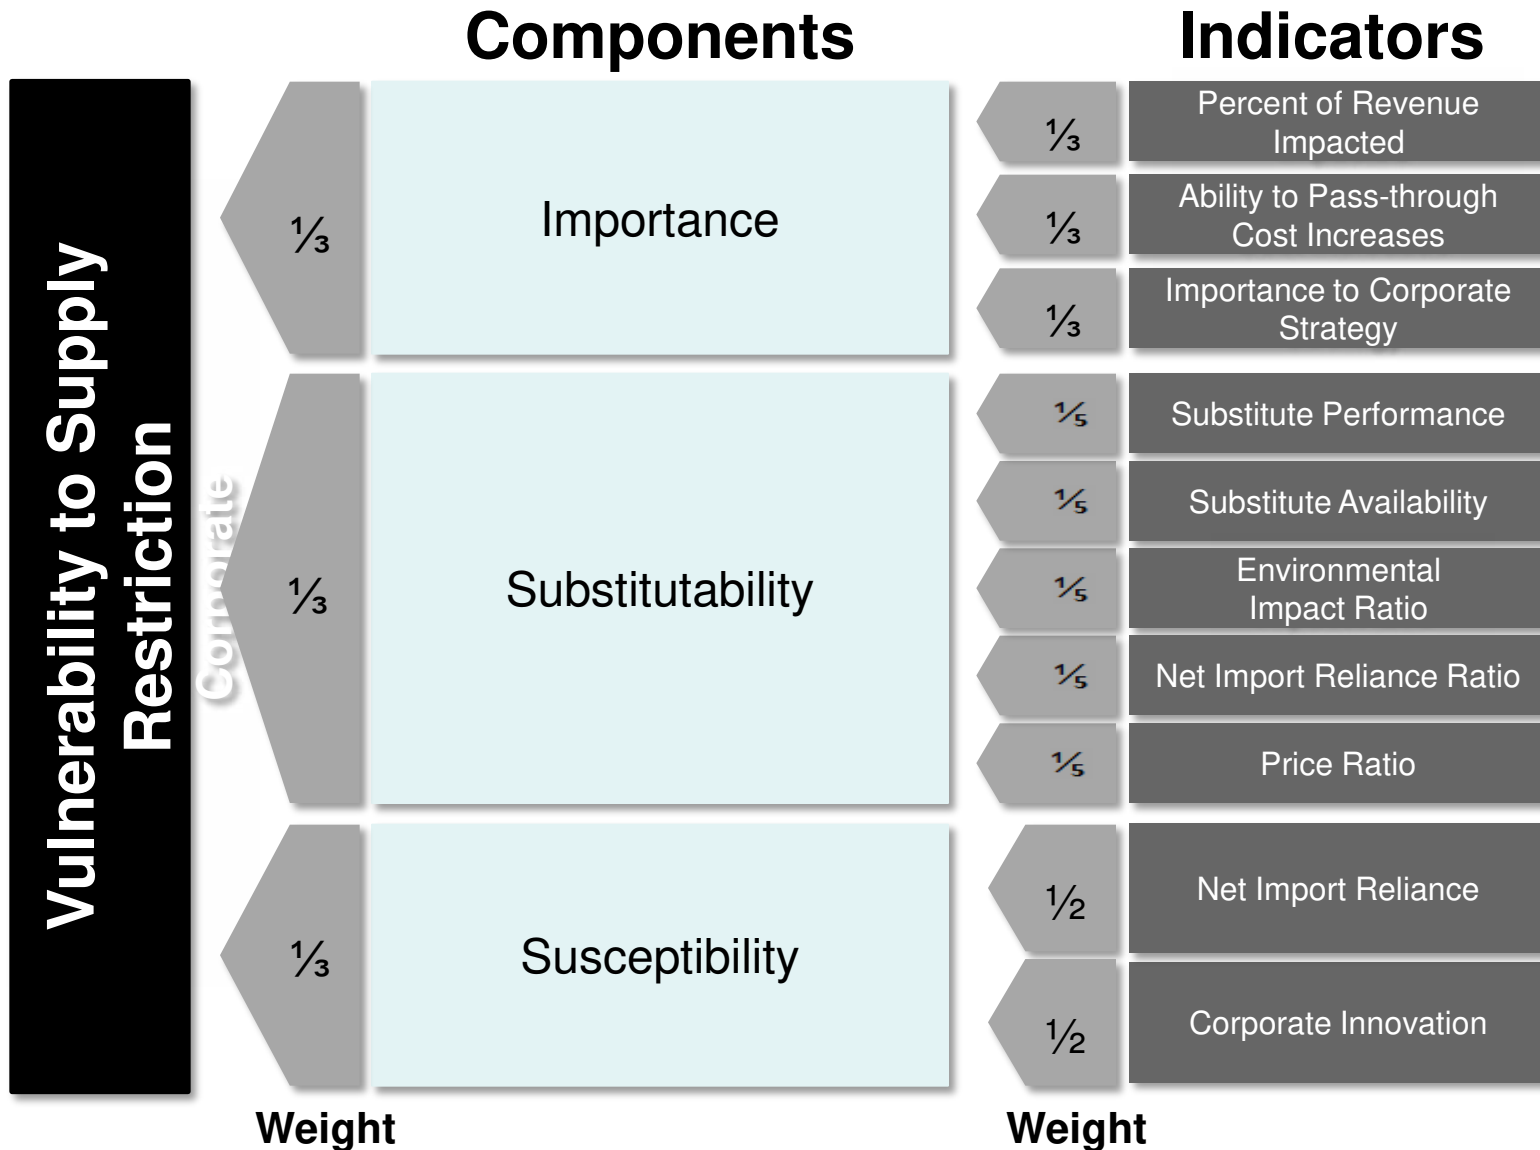 Components
Indicators
Vulnerability to Supply
Restriction
Corporate
⅓
Importance
⅓
Percent of Revenue
Impacted
⅓
Ability to Pass-through
Cost Increases
⅓
Importance to Corporate
Strategy
⅓
Substitutability
⅕
Substitute Performance
⅕
Substitute Availability
⅕
Environmental
Impact Ratio
⅕
Net Import Reliance Ratio
⅕
Price Ratio
⅓
Susceptibility
½
Net Import Reliance
½
Corporate Innovation
Weight
Weight